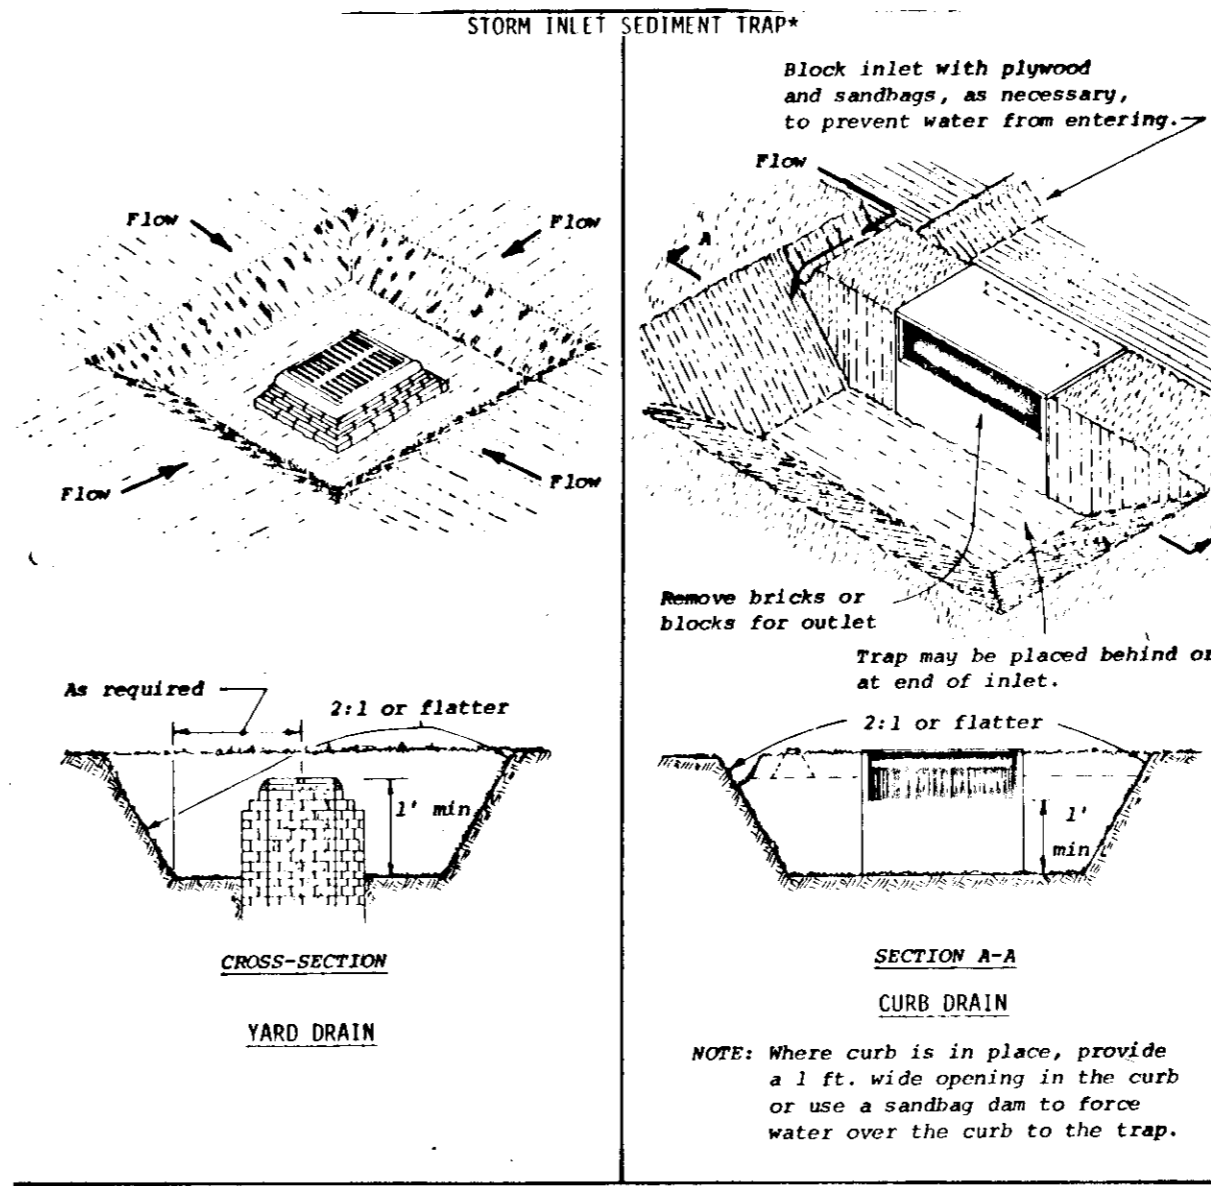 STORM INLET SEDIMENT TRAP*
Flow
Flow
Flow
Flow
As required
2:1 or flatter
1' min
CROSS-SECTION
YARD DRAIN
Block inlet with plywood
and sandbags, as necessary,
to prevent water from entering.
Flow
A
Remove bricks or
blocks for outlet
Trap may be placed behind or
at end of inlet.
2:1 or flatter
1'
min
SECTION A-A
CURB DRAIN
NOTE: Where curb is in place, provide
a 1 ft. wide opening in the curb
or use a sandbag dam to force
water over the curb to the trap.